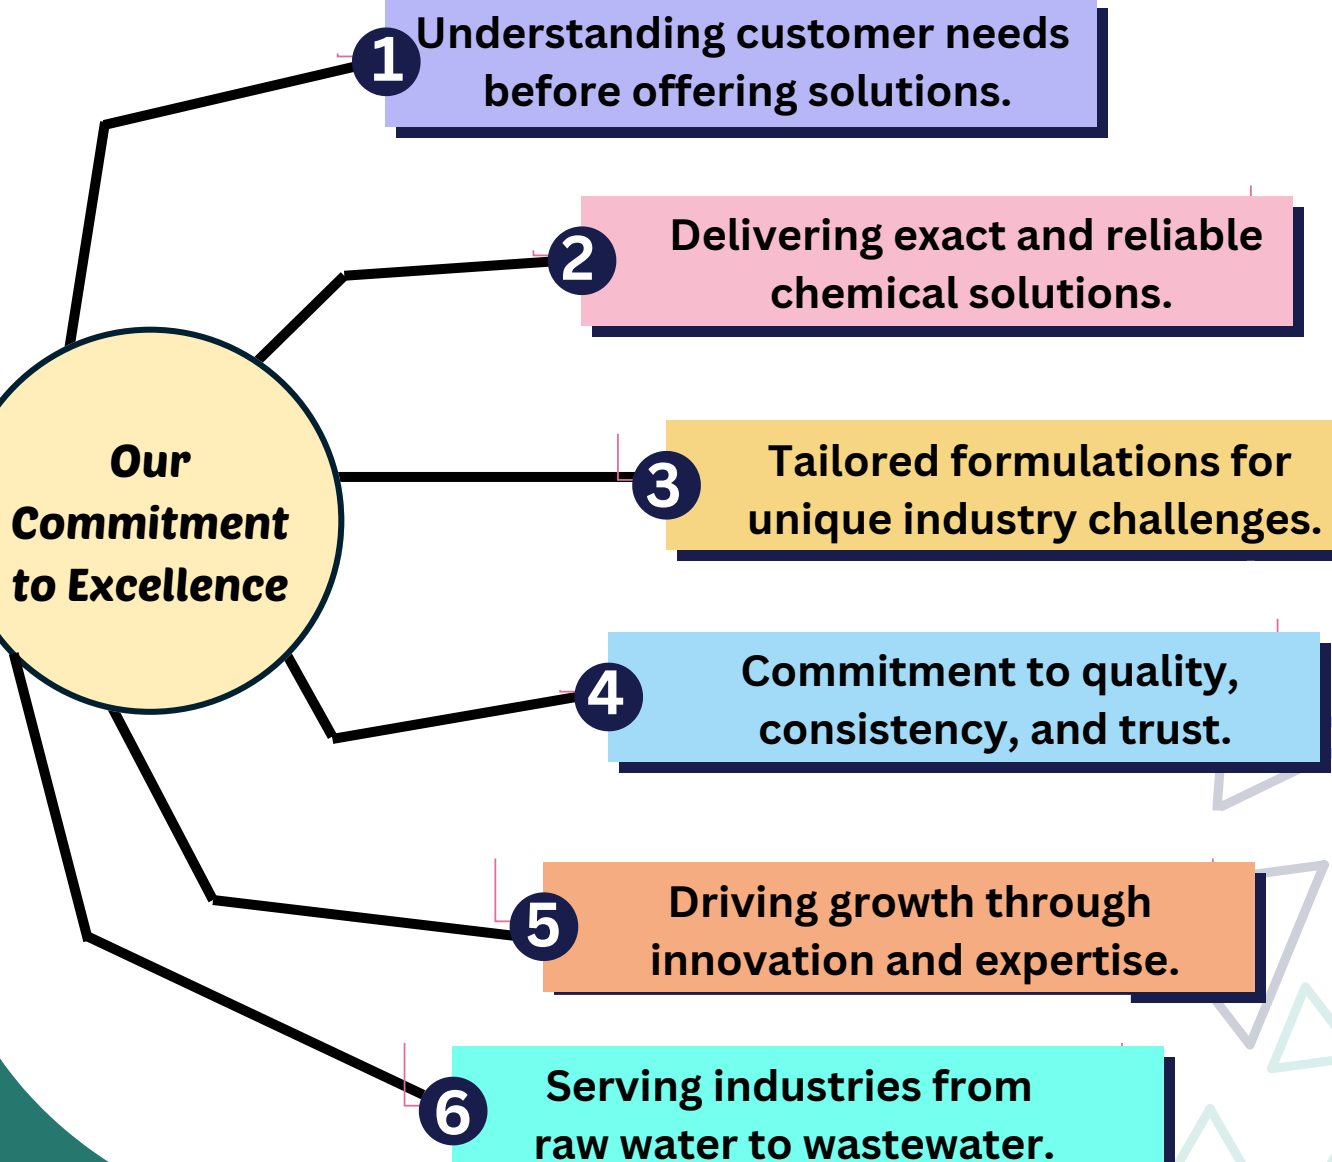 1
Understanding customer needs
before offering solutions.
2
Delivering exact and reliable
chemical solutions.
Our
Commitment
to Excellence
3
Tailored formulations for
unique industry challenges.
4
Commitment to quality,
consistency, and trust.
5
Driving growth through
innovation and expertise.
6
Serving industries from
raw water to wastewater.